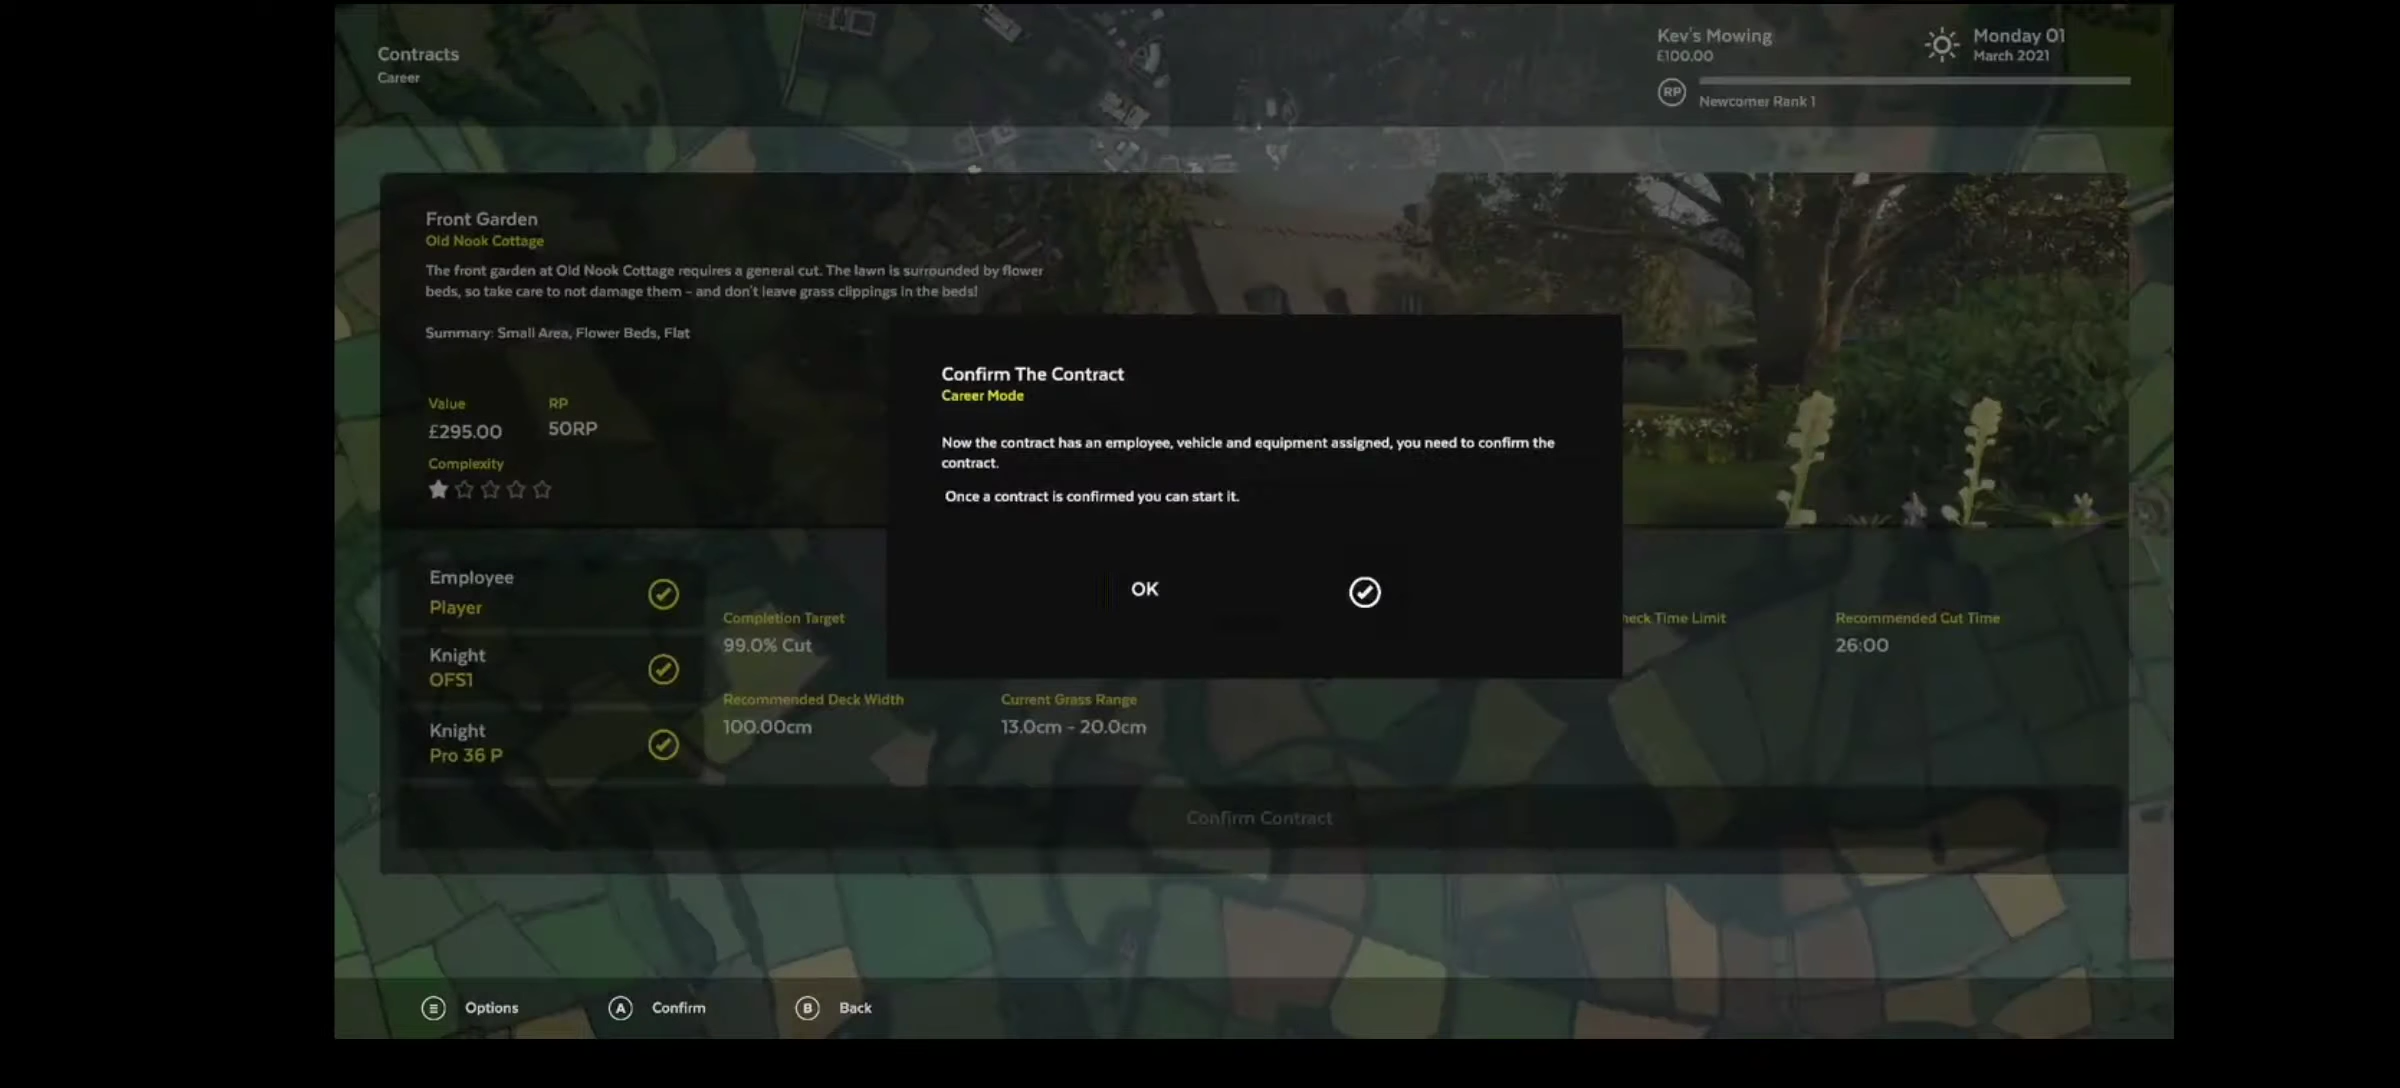 Contracts
Career
Kev's Mowing
£100.00
Monday 01
March 2021
RP
Newcomer Rank 1
Front Garden
Old Nook Cottage
The front garden at Old Nook Cottage requires a general cut. The lawn is surrounded by flower
beds, so take care to not damage them – and don't leave grass clippings in the beds!
Summary: Small Area, Flower Beds, Flat
Value
RP
£295.00
50RP
Complexity
Confirm The Contract
Career Mode
Now the contract has an employee, vehicle and equipment assigned, you need to confirm the
contract.
Once a contract is confirmed you can start it.
OK
Employee
Player
Knight
OFS1
Knight
Pro 36 P
Completion Target
99.0% Cut
Time Limit
Recommended Cut Time
26:00
Recommended Deck Width
100.00cm
Current Grass Range
13.0cm - 20.0cm
Confirm Contract
Options
A Confirm
B Back